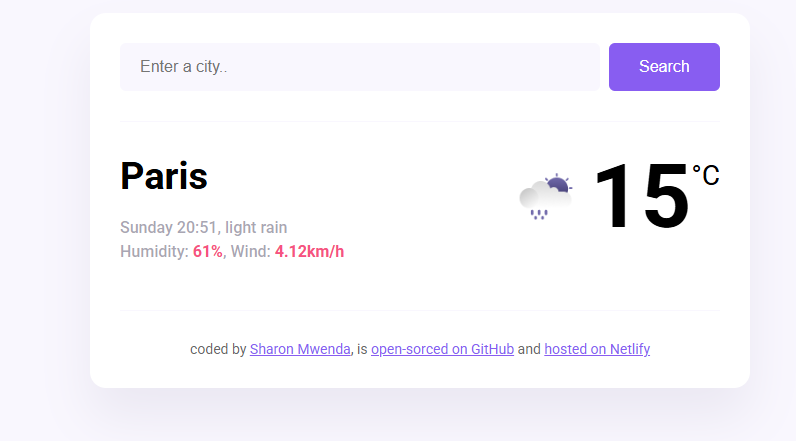 Enter a city..
Search
Paris
15 °C
Sunday 20:51, light rain
Humidity: 61%, Wind: 4.12km/h
coded by Sharon Mwenda, is open-sorced on GitHub and hosted on Netlify